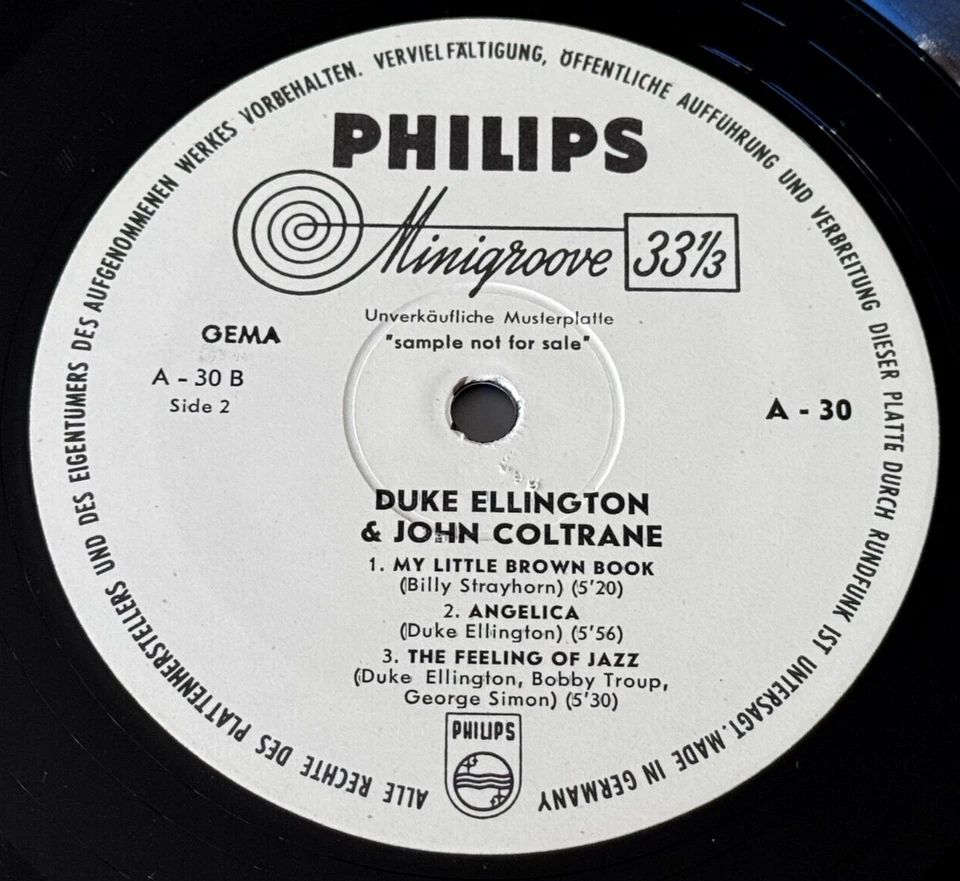 ALLE RECHTE DES PLATTENHERSTELLERS UND DES EIGENTÜMERS DES AUFGENOMMENEN WERKES VORBEHALTEN. VERVIELFÄLTIGUNG, ÖFFENTLICHE AUFFÜHRUNG UND VERBREITUNG DIESER PLATTE DURCH RUNDFUNK IST UNTERSAGT. MADE IN GERMANY
PHILIPS
Minigroove 33⅓
Unverkäufliche Musterplatte
"sample not for sale"
GEMA
A - 30 B
Side 2
A - 30
DUKE ELLINGTON
& JOHN COLTRANE
1. MY LITTLE BROWN BOOK
(Billy Strayhorn) (5'20)
2. ANGELICA
(Duke Ellington) (5'56)
3. THE FEELING OF JAZZ
(Duke Ellington, Bobby Troup,
George Simon) (5'30)
PHILIPS